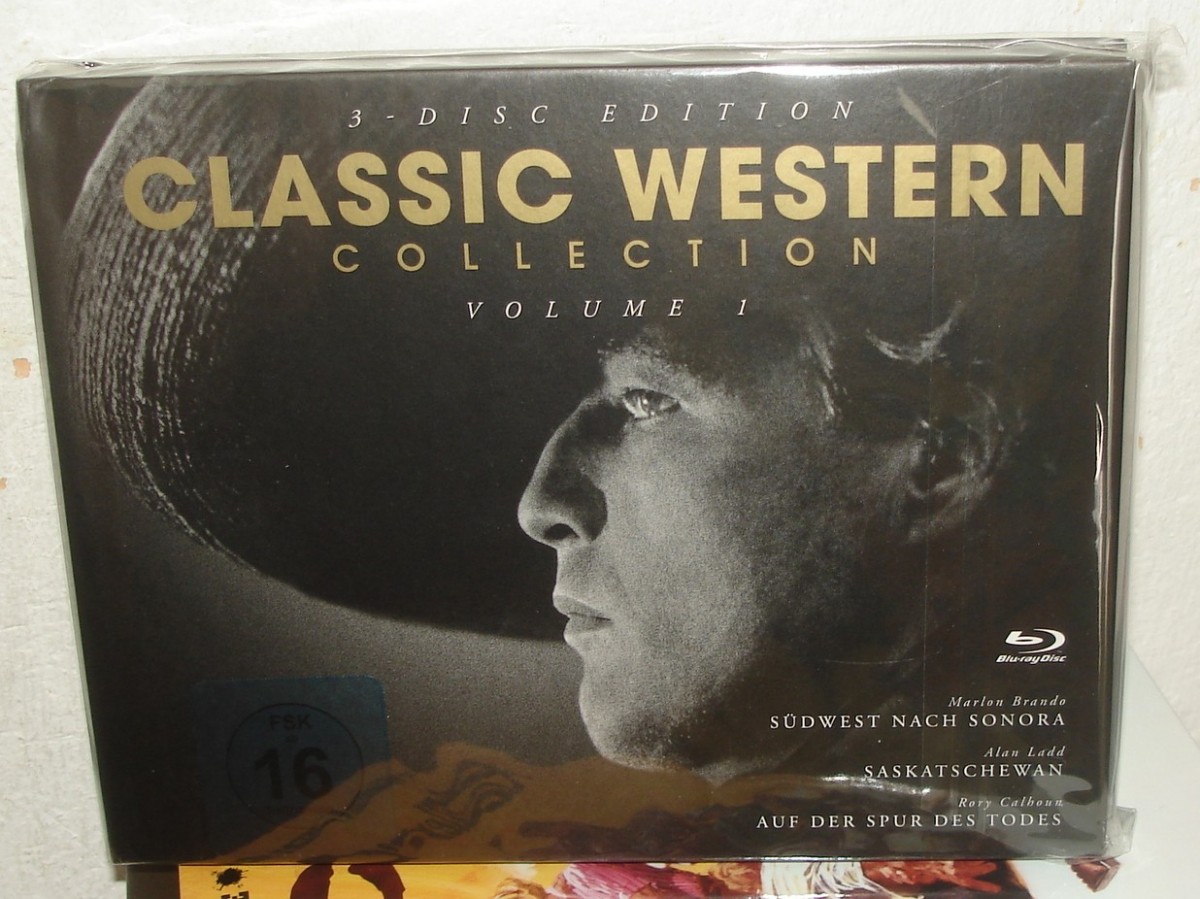 3-DISC EDITION
CLASSIC WESTERN
COLLECTION
VOLUME 1
Blu-ray Disc
Marlon Brando
SÜDWEST NACH SONORA
Alan Ladd
SASKATSCHEWAN
Rory Calhoun
AUF DER SPUR DES TODES
FSK
ab
16